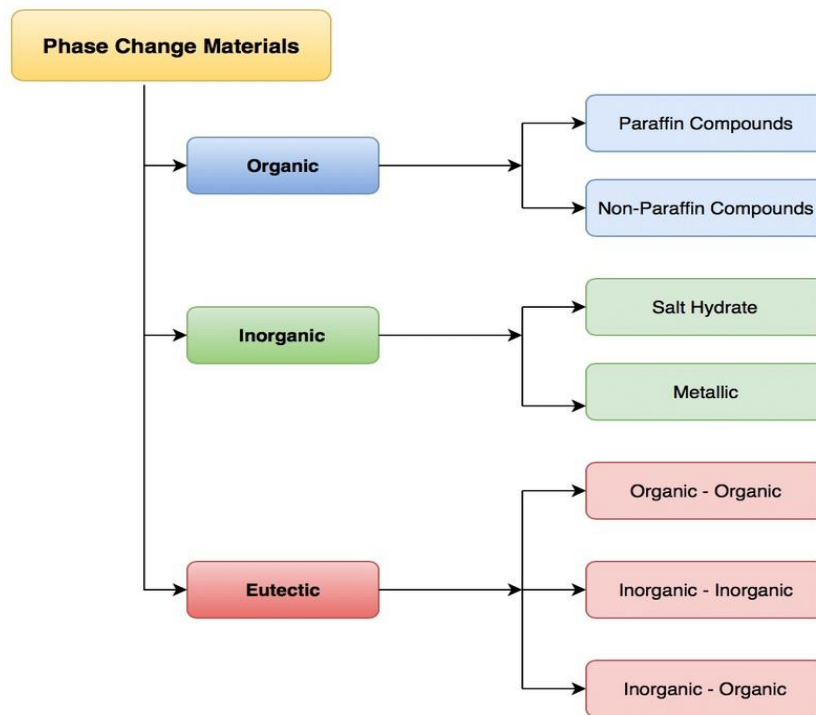 Phase Change Materials
Organic
Paraffin Compounds
Non-Paraffin Compounds
Inorganic
Salt Hydrate
Metallic
Eutectic
Organic - Organic
Inorganic - Inorganic
Inorganic - Organic